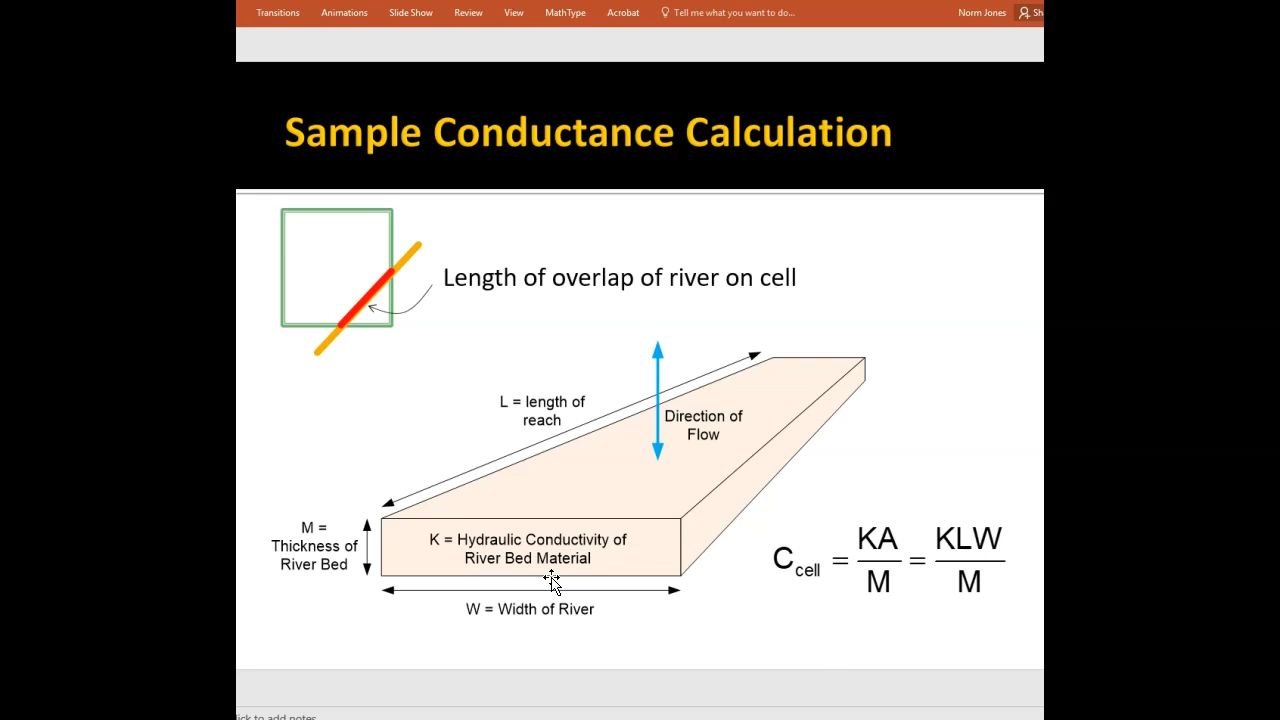 Transitions Animations Slide Show Review View MathType Acrobat Tell me what you want to do... Norm Jones Sh
Sample Conductance Calculation
Length of overlap of river on cell
L = length of
reach
Direction of
Flow
M =
Thickness of
River Bed
K = Hydraulic Conductivity of
River Bed Material
W = Width of River
C_cell = KA/M = KLW/M
lick to add notes